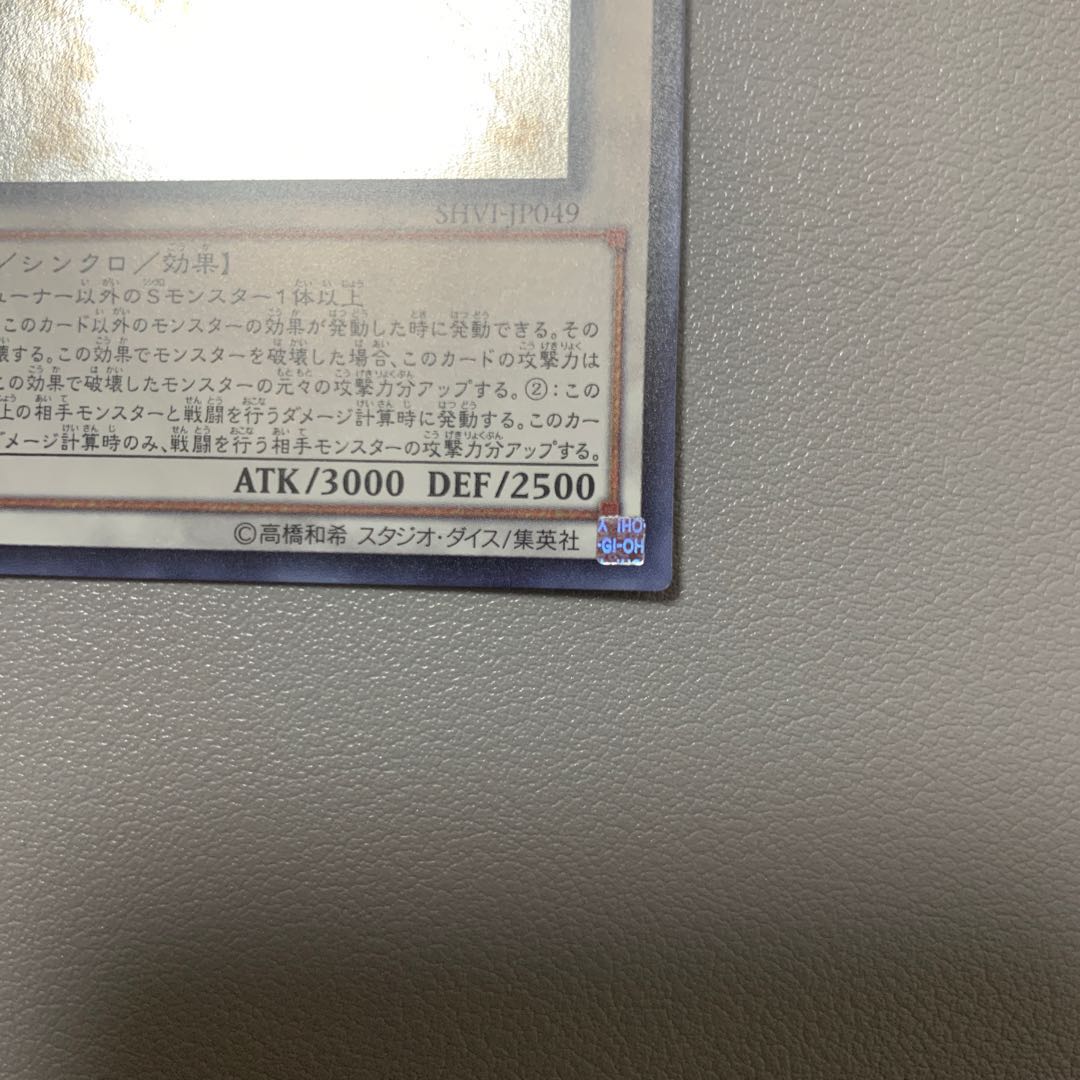 SHVI-JP049
／シンクロ／効果】
ューナー以外のSモンスター1体以上
このカード以外のモンスターの効果が発動した時に発動できる。その
壊する。この効果でモンスターを破壊した場合、このカードの攻撃力は
この効果で破壊したモンスターの元々の攻撃力分アップする。②：この
上の相手モンスターと戦闘を行うダメージ計算時に発動する。このカー
ダメージ計算時のみ、戦闘を行う相手モンスターの攻撃力分アップする。
ATK/3000 DEF/2500
©高橋和希 スタジオ・ダイス/集英社
-GI-OH